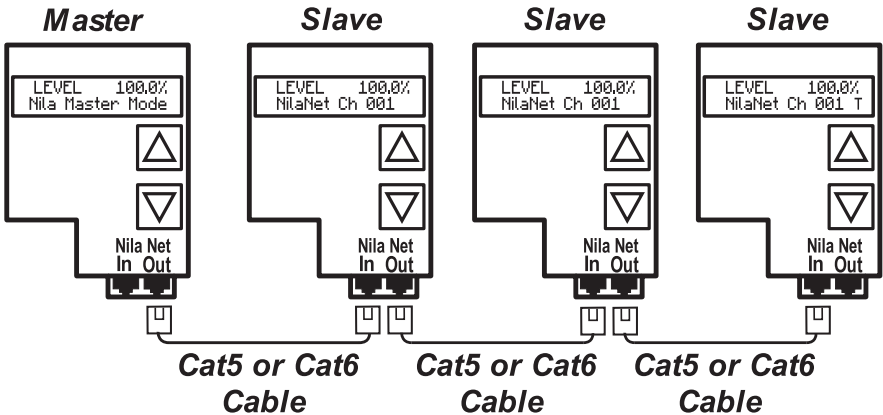 Master
Slave
Slave
Slave
LEVEL 100.0%
Nila Master Mode
LEVEL 100.0%
NilaNet Ch 001
LEVEL 100.0%
NilaNet Ch 001
LEVEL 100.0%
NilaNet Ch 001 T
Nila Net
In Out
Nila Net
In Out
Nila Net
In Out
Nila Net
In Out
Cat5 or Cat6
Cable
Cat5 or Cat6
Cable
Cat5 or Cat6
Cable